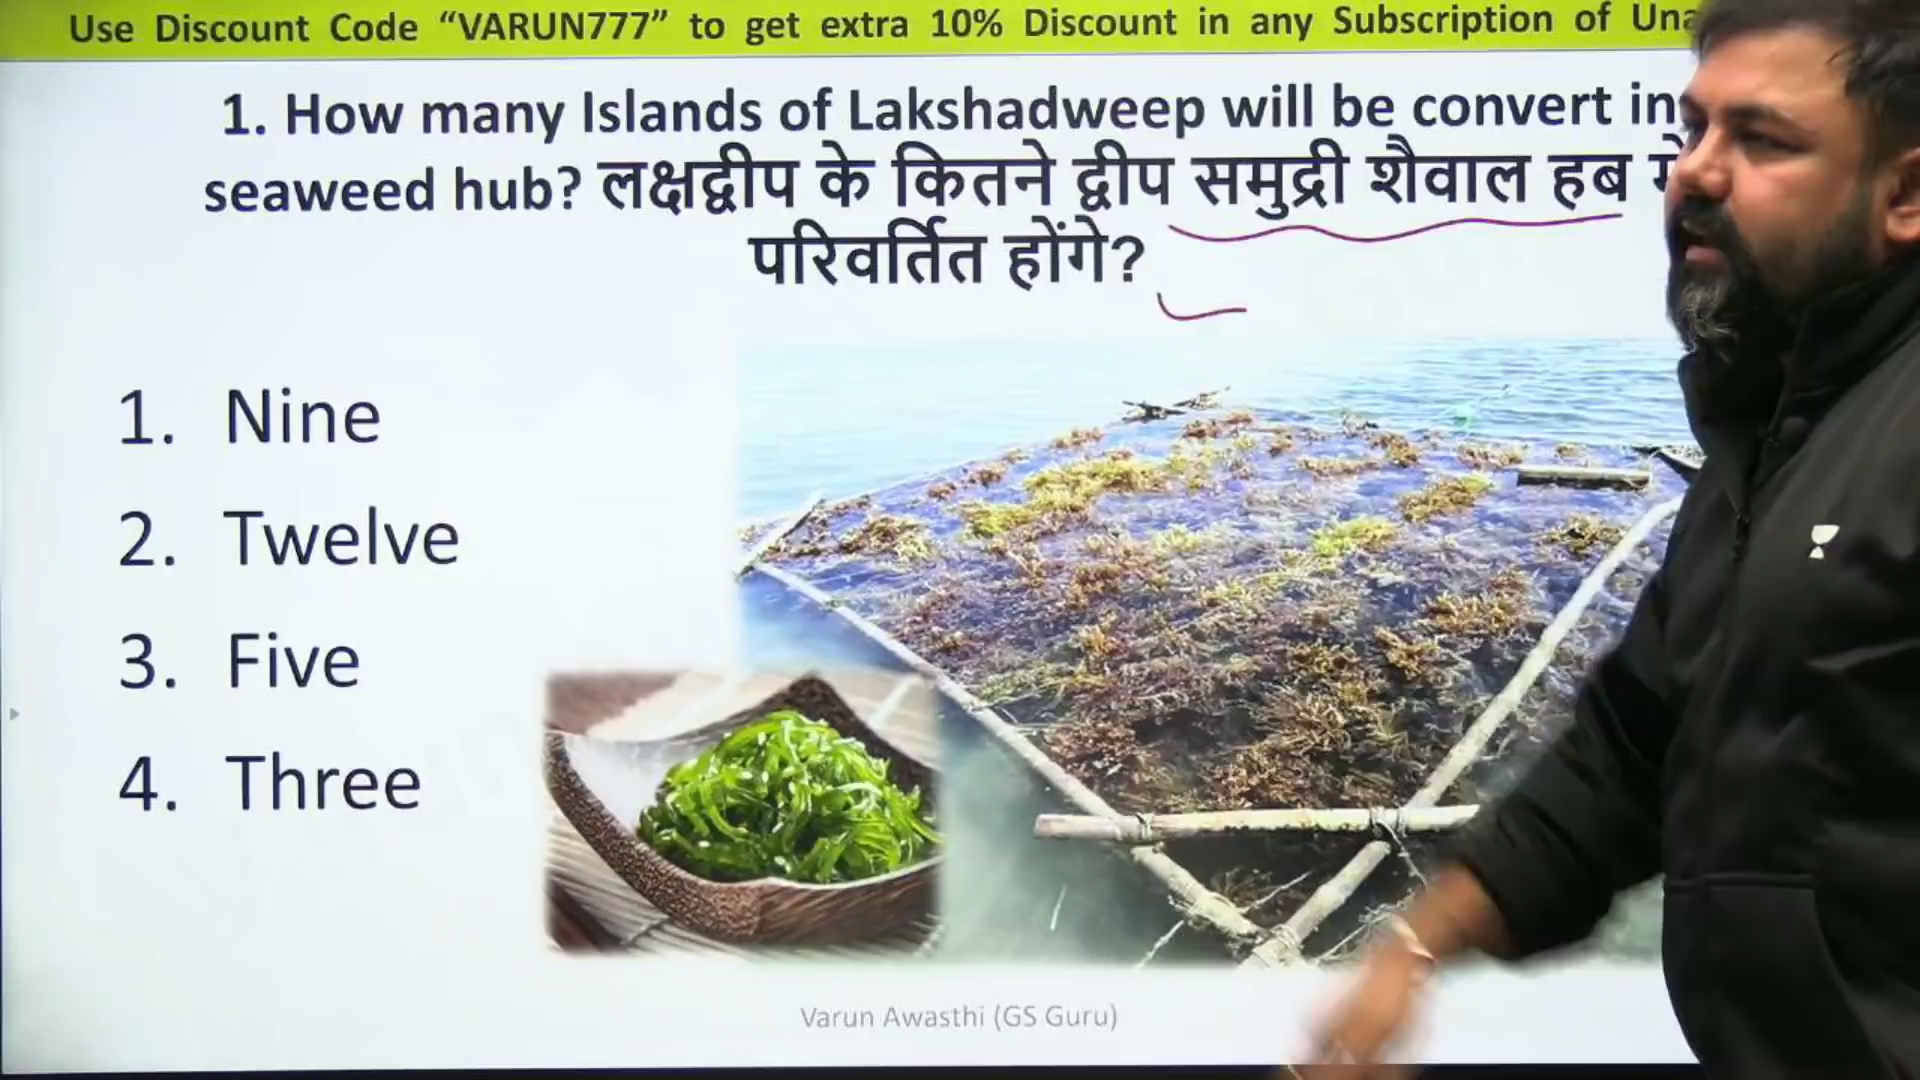 Use Discount Code “VARUN777” to get extra 10% Discount in any Subscription of
1. How many Islands of Lakshadweep will be convert
seaweed hub? लक्षद्वीप के कितने द्वीप समुद्री शैवाल हब
परिवर्तित होंगे?
1. Nine
2. Twelve
3. Five
4. Three
Varun Awasthi (GS Guru)